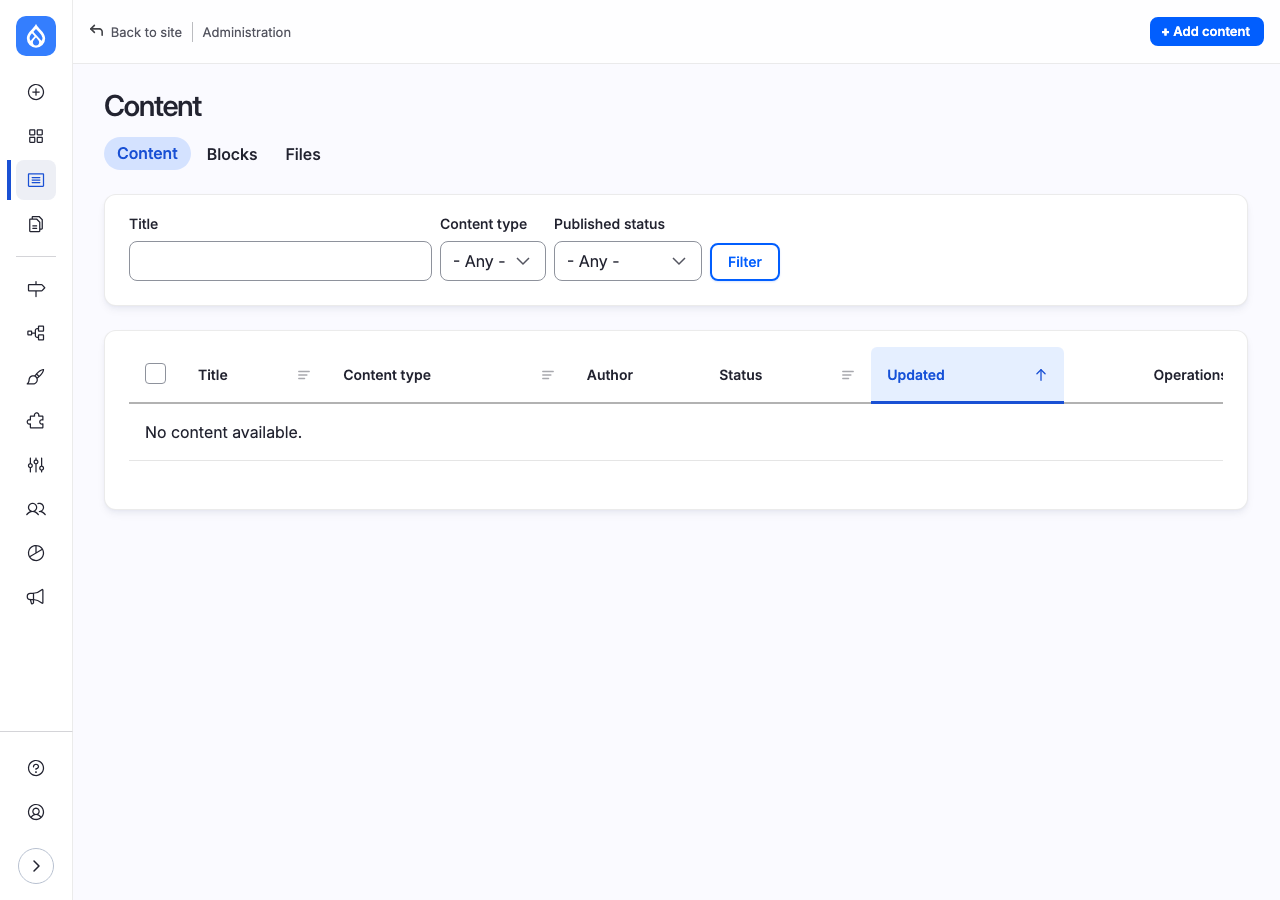 Back to site
Administration
+ Add content
Content
Content
Blocks
Files
Title
Content type
Published status
- Any -
- Any -
Filter
Title
Content type
Author
Status
Updated
Operations
No content available.